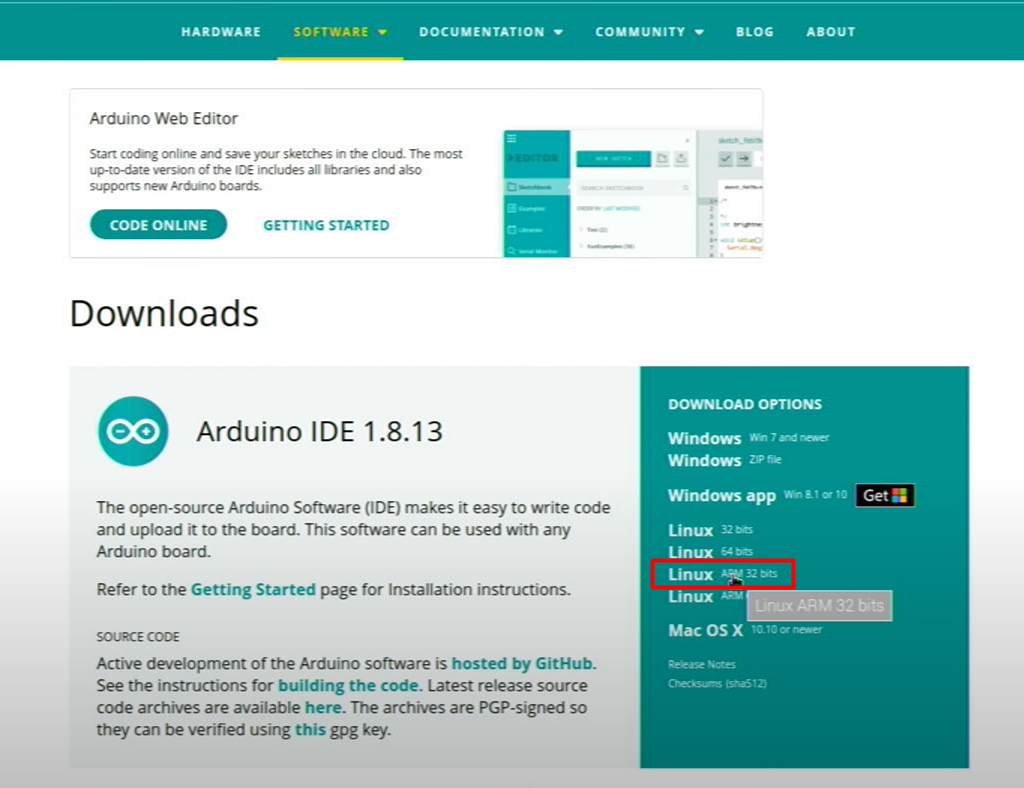 HARDWARE SOFTWARE DOCUMENTATION COMMUNITY BLOG ABOUT
Arduino Web Editor
Start coding online and save your sketches in the cloud. The most
up-to-date version of the IDE includes all libraries and also
supports new Arduino boards.
CODE ONLINE GETTING STARTED
EDITOR
NEW SKETCH
Sketchbook
SEARCH SKETCHBOOK
Examples
ORDER BY LAST MODIFIED
Libraries
Serial Monitor
Downloads
Arduino IDE 1.8.13
The open-source Arduino Software (IDE) makes it easy to write code
and upload it to the board. This software can be used with any
Arduino board.
Refer to the Getting Started page for Installation instructions.
SOURCE CODE
Active development of the Arduino software is hosted by GitHub.
See the instructions for building the code. Latest release source
code archives are available here. The archives are PGP-signed so
they can be verified using this gpg key.
DOWNLOAD OPTIONS
Windows Win 7 and newer
Windows ZIP file
Windows app Win 8.1 or 10 Get
Linux 32 bits
Linux 64 bits
Linux ARM 32 bits
Linux ARM
Linux ARM 32 bits
Mac OS X 10.10 or newer
Release Notes
Checksums (sha512)